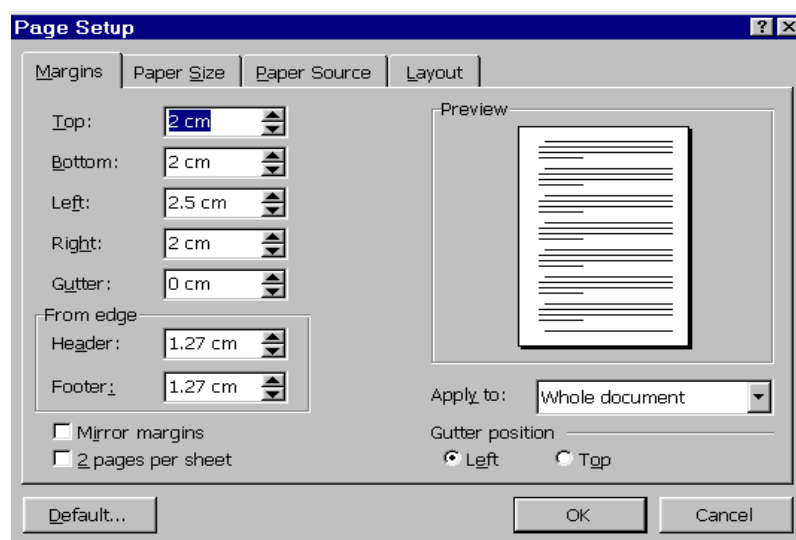 Page Setup
Margins Paper Size Paper Source Layout
Top: 2 cm
Bottom: 2 cm
Left: 2.5 cm
Right: 2 cm
Gutter: 0 cm
From edge
Header: 1.27 cm
Footer: 1.27 cm
Mirror margins
2 pages per sheet
Preview
Apply to: Whole document
Gutter position
Left Top
Default... OK Cancel